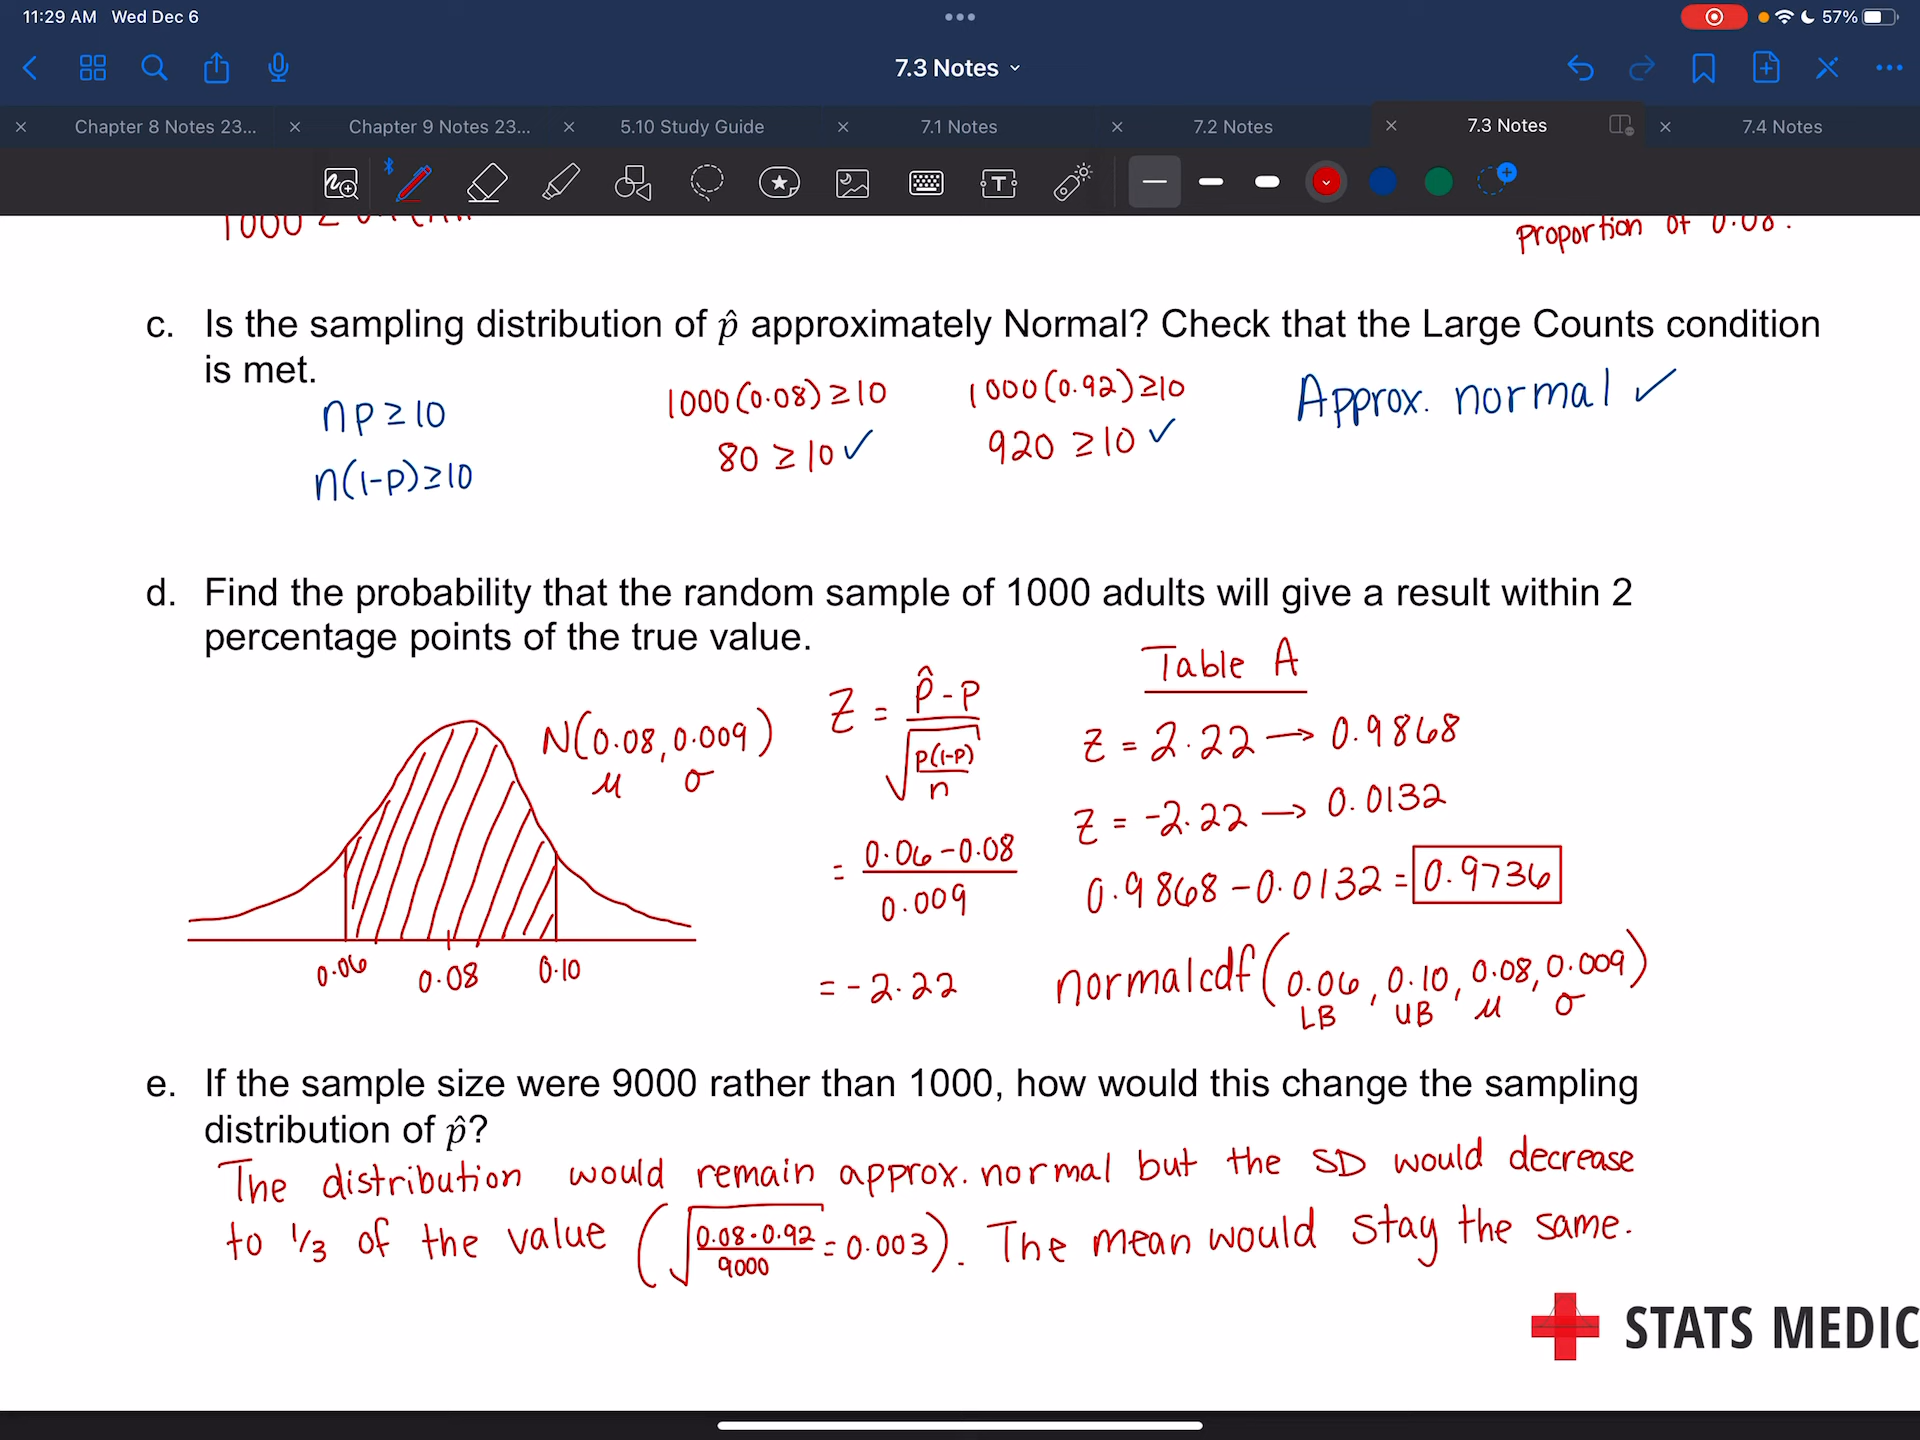 11:29 AM Wed Dec 6
57%
7.3 Notes
Chapter 8 Notes 23...
Chapter 9 Notes 23...
5.10 Study Guide
7.1 Notes
7.2 Notes
7.3 Notes
7.4 Notes
1000 ≤
Proportion of 0.08.
c. Is the sampling distribution of p̂ approximately Normal? Check that the Large Counts condition
is met.
np ≥ 10
n(1-p) ≥ 10
1000(0.08) ≥ 10
80 ≥ 10 ✓
1000(0.92) ≥ 10
920 ≥ 10 ✓
Approx. normal ✓
d. Find the probability that the random sample of 1000 adults will give a result within 2
percentage points of the true value.
N(0.08, 0.009)
μ σ
0.06 0.08 0.10
Z = p̂ - p / √(p(1-p)/n)
= 0.06 - 0.08 / 0.009
= -2.22
Table A
Z = 2.22 → 0.9868
Z = -2.22 → 0.0132
0.9868 - 0.0132 = 0.9736
normalcdf(0.06, 0.10, 0.08, 0.009)
LB UB μ σ
e. If the sample size were 9000 rather than 1000, how would this change the sampling
distribution of p̂?
The distribution would remain approx. normal but the SD would decrease
to 1/3 of the value (√(0.08·0.92/9000) = 0.003). The mean would stay the same.
STATS MEDIC